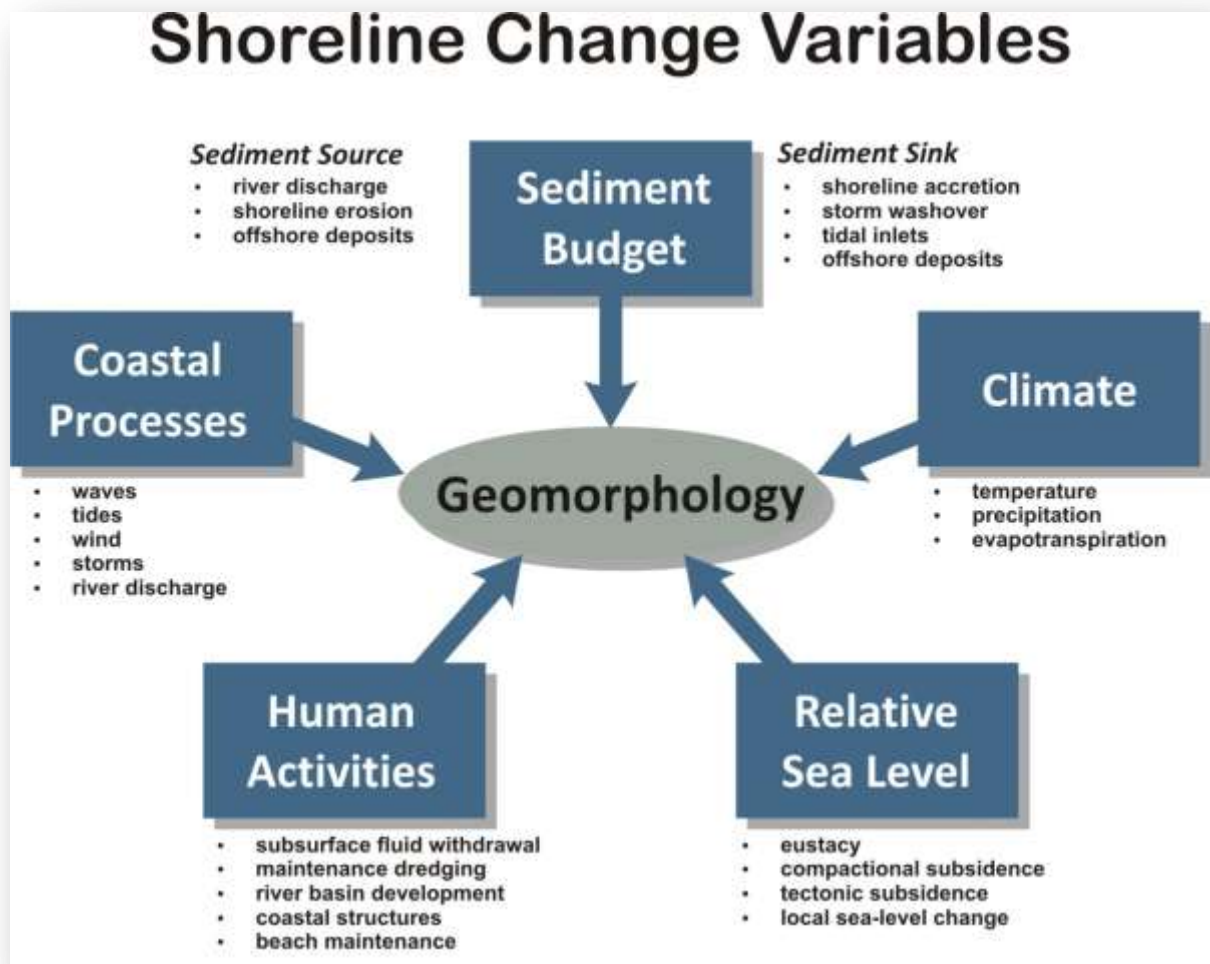 Shoreline Change Variables
Sediment Source
• river discharge
• shoreline erosion
• offshore deposits
Sediment
Budget
Sediment Sink
• shoreline accretion
• storm washover
• tidal inlets
• offshore deposits
Coastal
Processes
• waves
• tides
• wind
• storms
• river discharge
Climate
• temperature
• precipitation
• evapotranspiration
Geomorphology
Human
Activities
• subsurface fluid withdrawal
• maintenance dredging
• river basin development
• coastal structures
• beach maintenance
Relative
Sea Level
• eustacy
• compactional subsidence
• tectonic subsidence
• local sea-level change